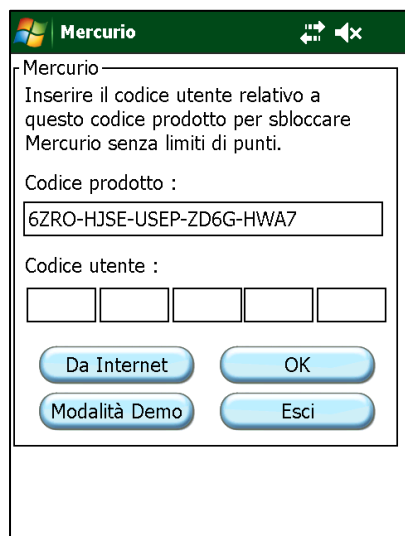 Mercurio
Mercurio
Inserire il codice utente relativo a
questo codice prodotto per sbloccare
Mercurio senza limiti di punti.
Codice prodotto :
6ZRO-HJSE-USEP-ZD6G-HWA7
Codice utente :
Da Internet
OK
Modalità Demo
Esci